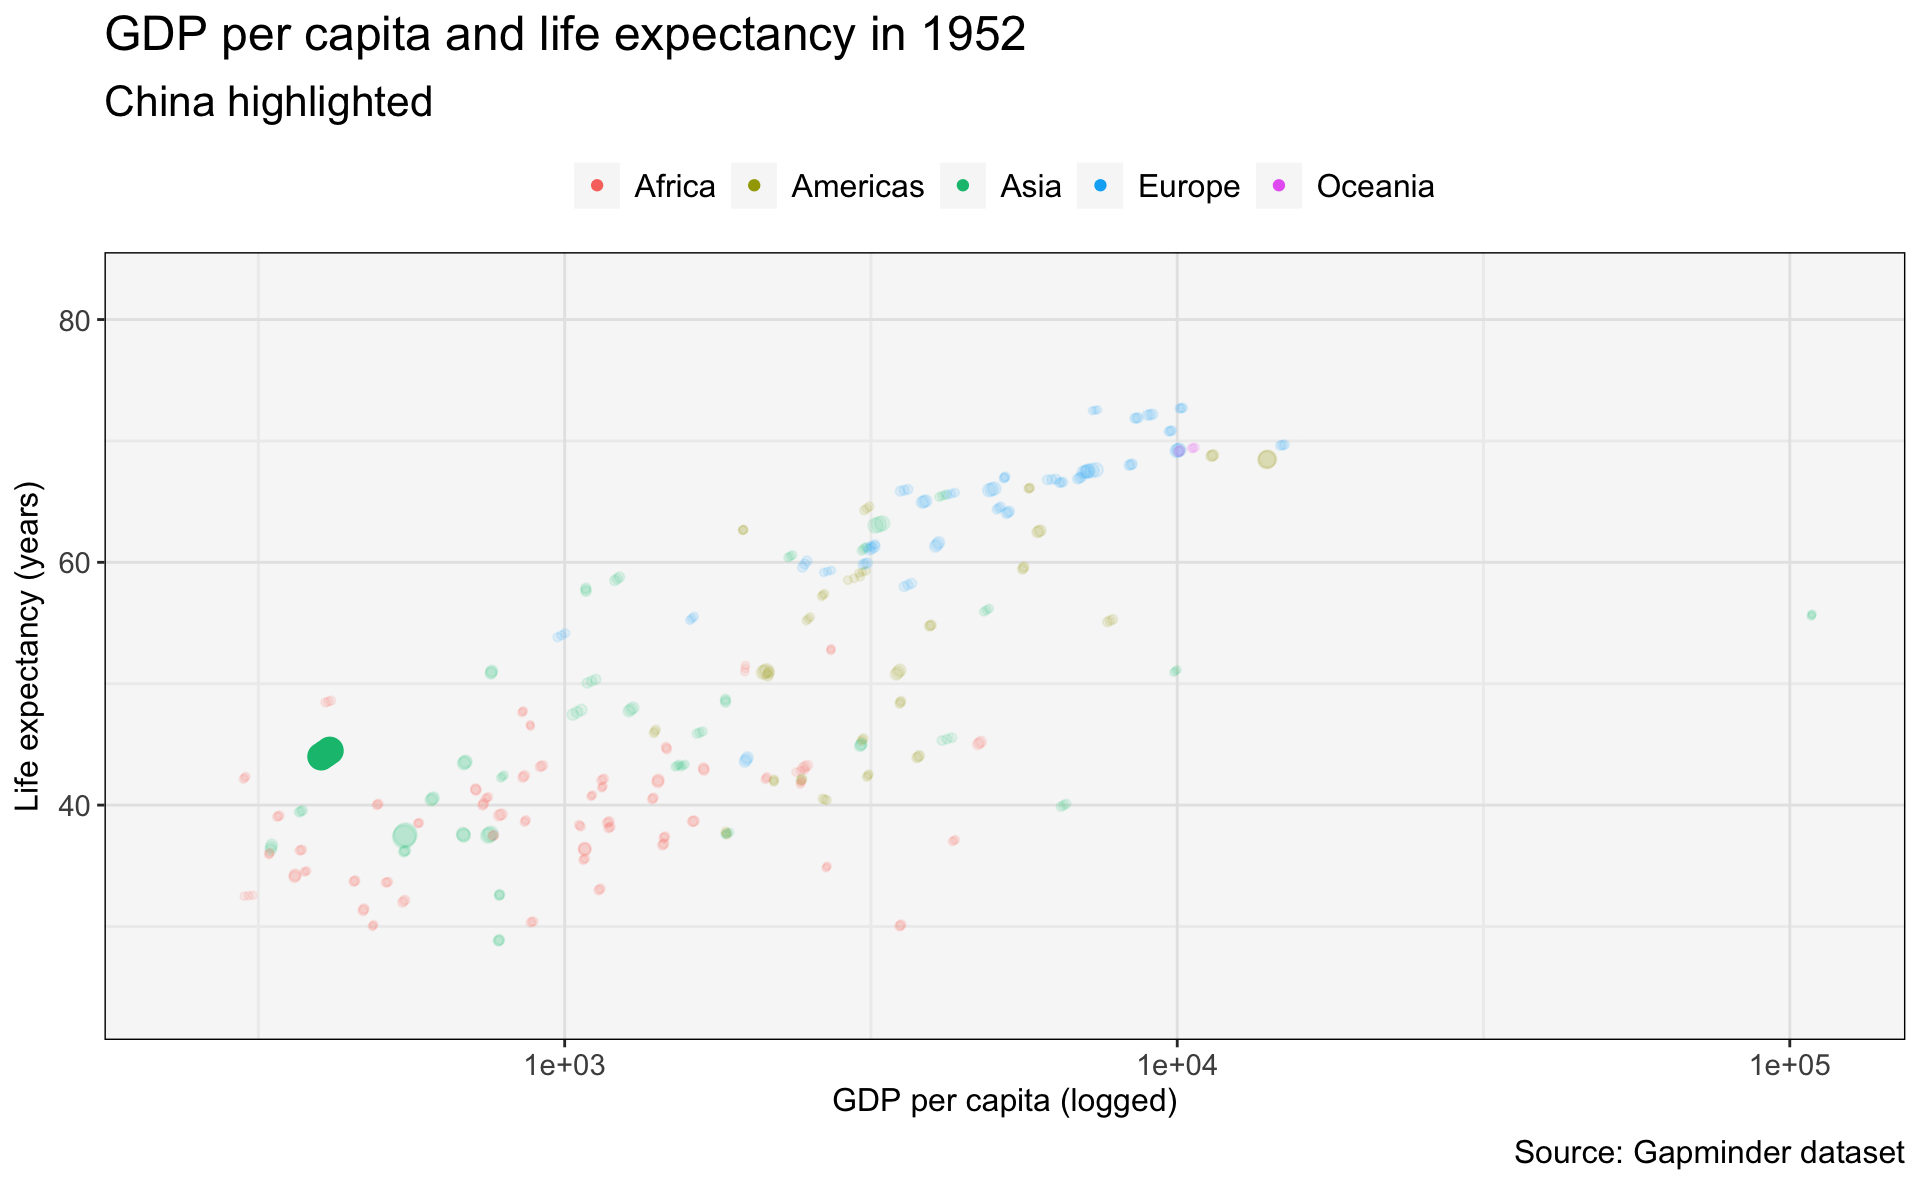 GDP per capita and life expectancy in 1952
China highlighted
Africa Americas Asia Europe Oceania
80
60
40
Life expectancy (years)
1e+03 1e+04 1e+05
GDP per capita (logged)
Source: Gapminder dataset